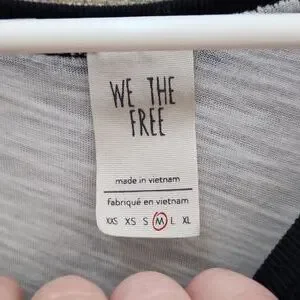 WE THE
FREE
made in vietnam
fabriqué en vietnam
XXS XS S M L XL